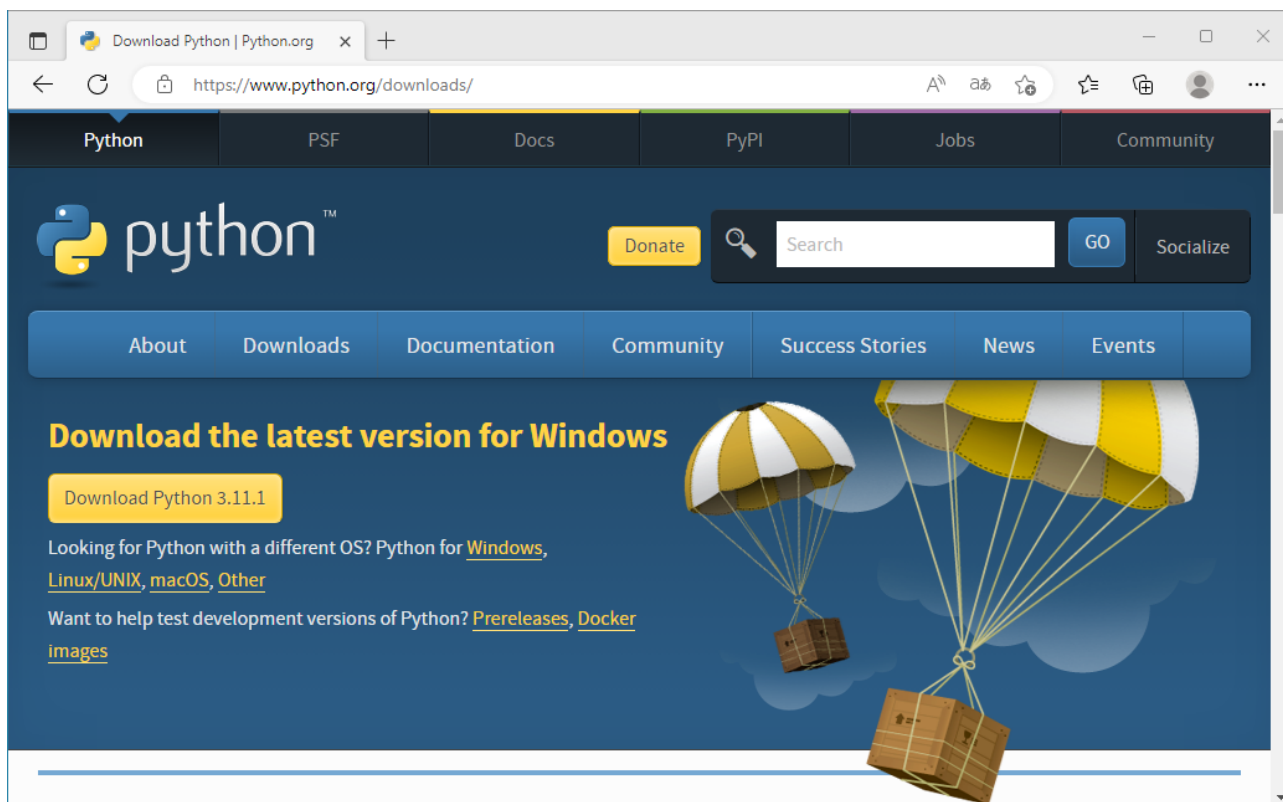 Download Python | Python.org
https://www.python.org/downloads/
A aあ
Python PSF Docs PyPI Jobs Community
python™
Donate Search GO Socialize
About Downloads Documentation Community Success Stories News Events
Download the latest version for Windows
Download Python 3.11.1
Looking for Python with a different OS? Python for Windows,
Linux/UNIX, macOS, Other
Want to help test development versions of Python? Prereleases, Docker
images